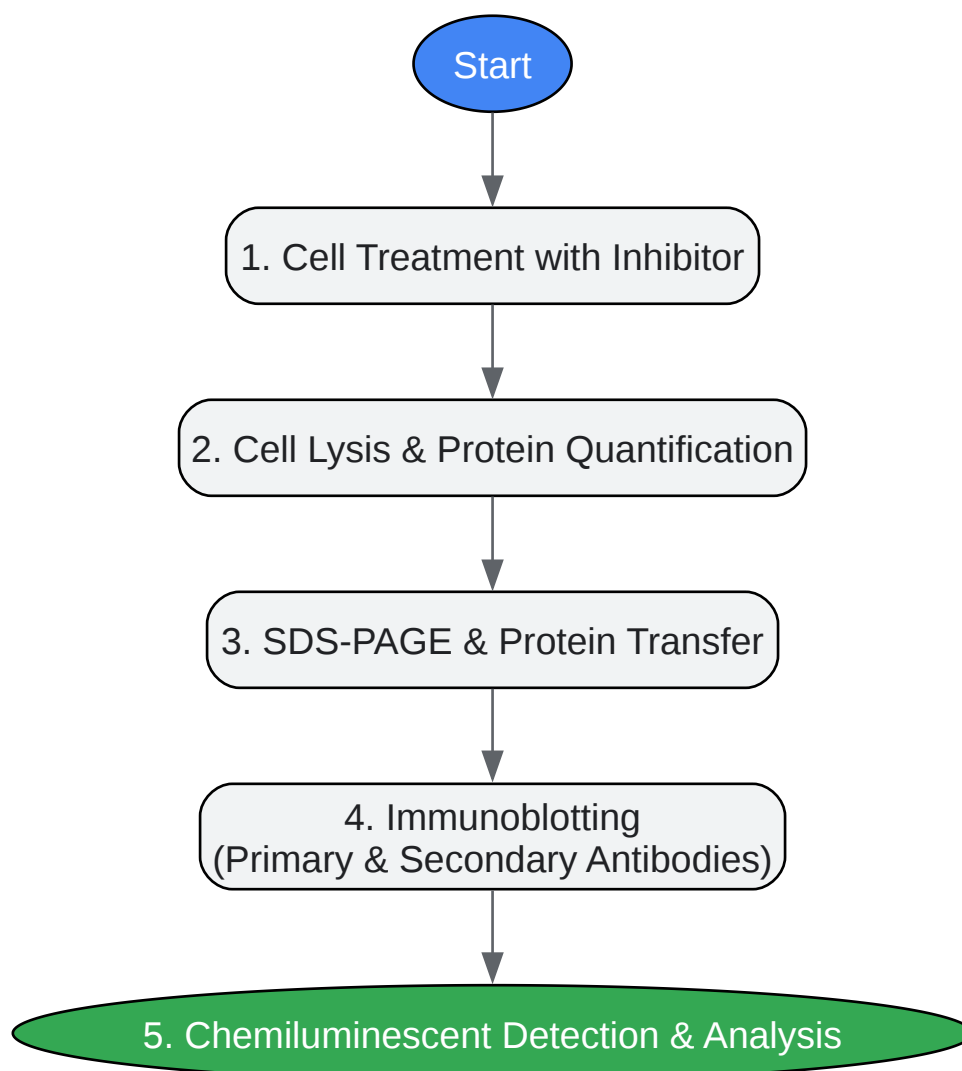 Start
1. Cell Treatment with Inhibitor
2. Cell Lysis & Protein Quantification
3. SDS-PAGE & Protein Transfer
4. Immunoblotting
(Primary & Secondary Antibodies)
5. Chemiluminescent Detection & Analysis